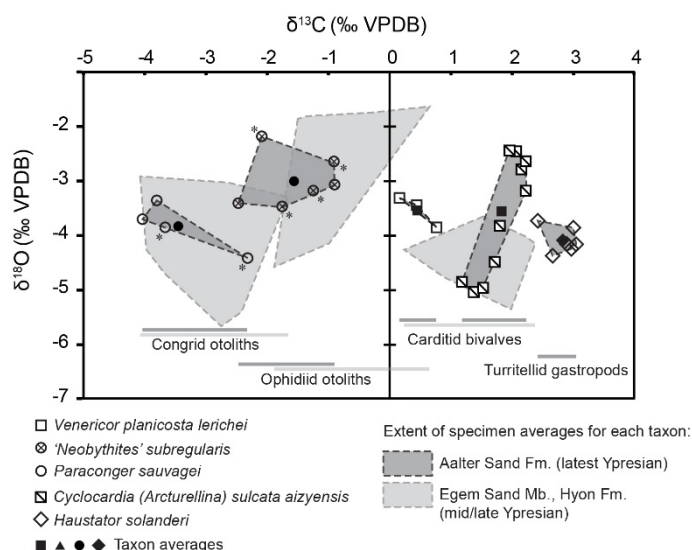 δ13C (‰ VPDB)
-5 -4 -3 -2 -1 0 1 2 3 4
δ18O (‰ VPDB)
-2
-3
-4
-5
-6
-7
*
*
*
*
*
*
Congrid otoliths
Ophidiid otoliths
Carditid bivalves
Turritellid gastropods
Venericor planicosta lerichei
'Neobythites' subregularis
Paraconger sauvagei
Cyclocardia (Arcturellina) sulcata aizyensis
Haustator solanderi
Taxon averages
Extent of specimen averages for each taxon:
Aalter Sand Fm. (latest Ypresian)
Egem Sand Mb., Hyon Fm.
(mid/late Ypresian)